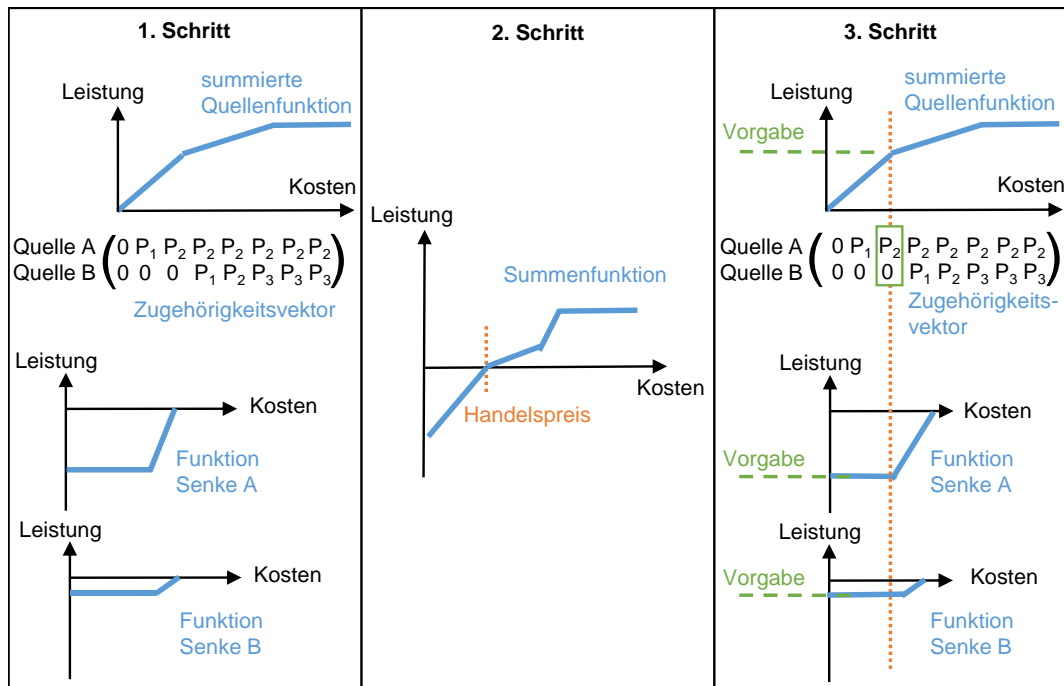 1. Schritt
summierte
Quellenfunktion
Leistung
Kosten
Quelle A ( 0 P₁ P₂ P₂ P₂ P₂ P₂ P₂ )
Quelle B ( 0 0 0 P₁ P₂ P₃ P₃ P₃ )
Zugehörigkeitsvektor
Leistung
Kosten
Funktion
Senke A
Leistung
Kosten
Funktion
Senke B
2. Schritt
Leistung
Summenfunktion
Kosten
Handelspreis
3. Schritt
summierte
Quellenfunktion
Leistung
Vorgabe
Kosten
Quelle A ( 0 P₁ P₂ P₂ P₂ P₂ P₂ P₂ )
Quelle B ( 0 0 0 P₁ P₂ P₃ P₃ P₃ )
Zugehörigkeits-
vektor
Leistung
Kosten
Vorgabe
Funktion
Senke A
Leistung
Kosten
Vorgabe
Funktion
Senke B